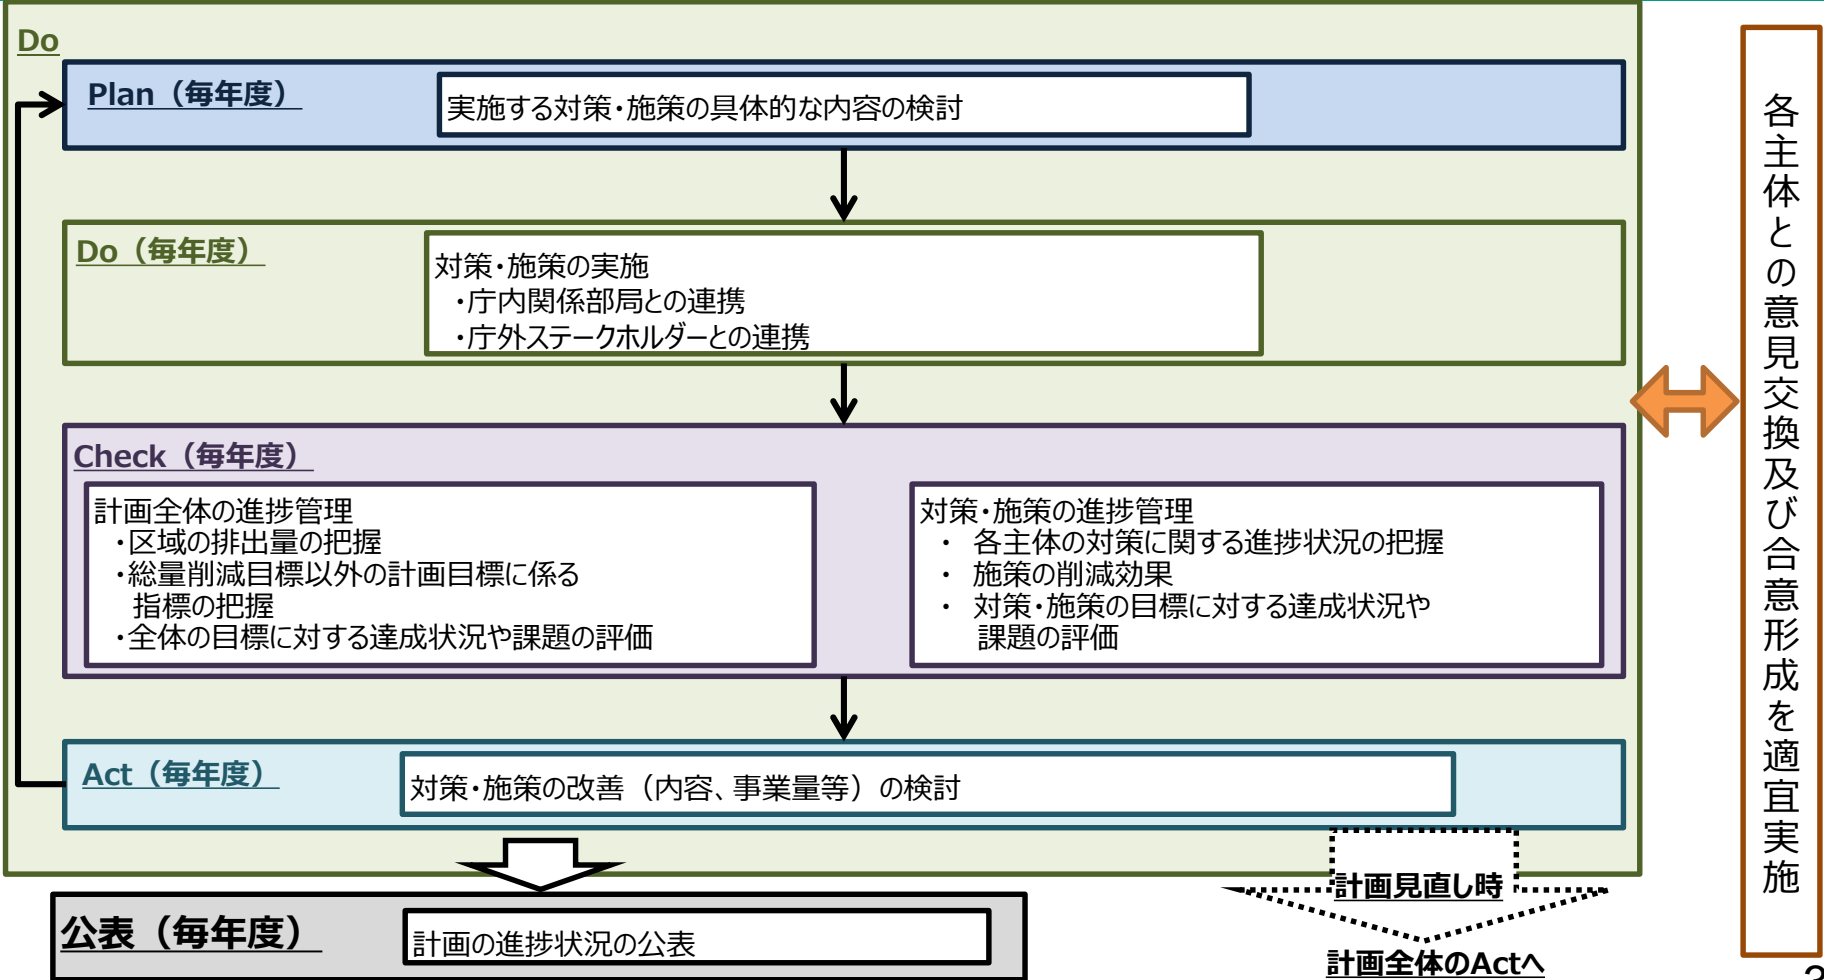 Do
Plan（毎年度）
実施する対策・施策の具体的な内容の検討
Do（毎年度）
対策・施策の実施
・庁内関係部局との連携
・庁外ステークホルダーとの連携
Check（毎年度）
計画全体の進捗管理
・区域の排出量の把握
・総量削減目標以外の計画目標に係る
指標の把握
・全体の目標に対する達成状況や課題の評価
対策・施策の進捗管理
・ 各主体の対策に関する進捗状況の把握
・ 施策の削減効果
・ 対策・施策の目標に対する達成状況や
課題の評価
Act（毎年度）
対策・施策の改善（内容、事業量等）の検討
計画見直し時
計画全体のActへ
公表（毎年度）
計画の進捗状況の公表
各主体との意見交換及び合意形成を適宜実施